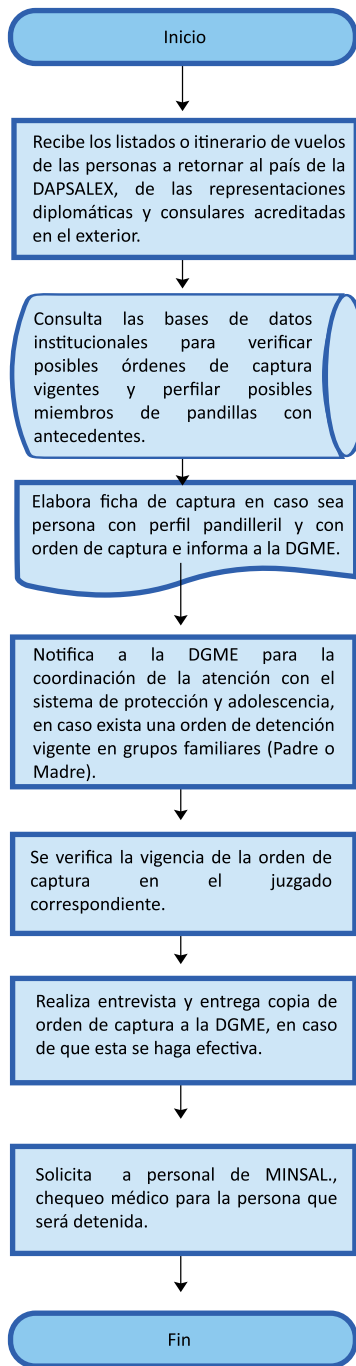 Inicio
Recibe los listados o itinerario de vuelos
de las personas a retornar al país de la
DAPSALEX, de las representaciones
diplomáticas y consulares acreditadas
en el exterior.
Consulta las bases de datos
institucionales para verificar
posibles órdenes de captura
vigentes y perfilar posibles
miembros de pandillas con
antecedentes.
Elabora ficha de captura en caso sea
persona con perfil pandilleril y con
orden de captura e informa a la DGME.
Notifica a la DGME para la
coordinación de la atención con el
sistema de protección y adolescencia,
en caso exista una orden de detención
vigente en grupos familiares (Padre o
Madre).
Se verifica la vigencia de la orden de
captura en el juzgado
correspondiente.
Realiza entrevista y entrega copia de
orden de captura a la DGME, en caso
de que esta se haga efectiva.
Solicita a personal de MINSAL.,
chequeo médico para la persona que
será detenida.
Fin